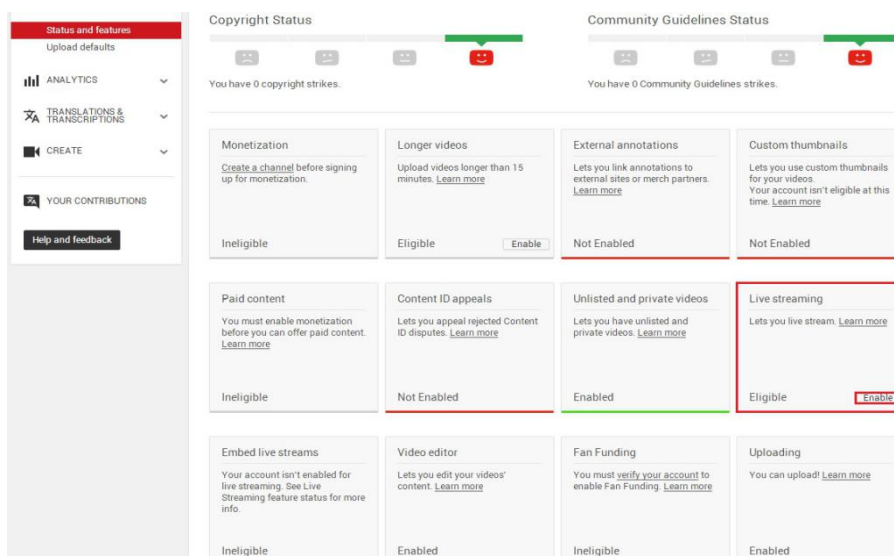 Status and features
Upload defaults
ANALYTICS
TRANSLATIONS &
TRANSCRIPTIONS
CREATE
YOUR CONTRIBUTIONS
Help and feedback
Copyright Status
You have 0 copyright strikes.
Community Guidelines Status
You have 0 Community Guidelines strikes.
Monetization
Create a channel before signing
up for monetization.
Ineligible
Longer videos
Upload videos longer than 15
minutes. Learn more
Eligible
Enable
External annotations
Lets you link annotations to
external sites or merch partners.
Learn more
Not Enabled
Custom thumbnails
Lets you use custom thumbnails
for your videos.
Your account isn't eligible at this
time. Learn more
Not Enabled
Paid content
You must enable monetization
before you can offer paid content.
Learn more
Ineligible
Content ID appeals
Lets you appeal rejected Content
ID disputes. Learn more
Not Enabled
Unlisted and private videos
Lets you have unlisted and
private videos. Learn more
Enabled
Live streaming
Lets you live stream. Learn more
Eligible
Enable
Embed live streams
Your account isn't enabled for
live streaming. See Live
Streaming feature status for more
info.
Ineligible
Video editor
Lets you edit your videos'
content. Learn more
Enabled
Fan Funding
You must verify your account to
enable Fan Funding. Learn more
Ineligible
Uploading
You can upload! Learn more
Enabled